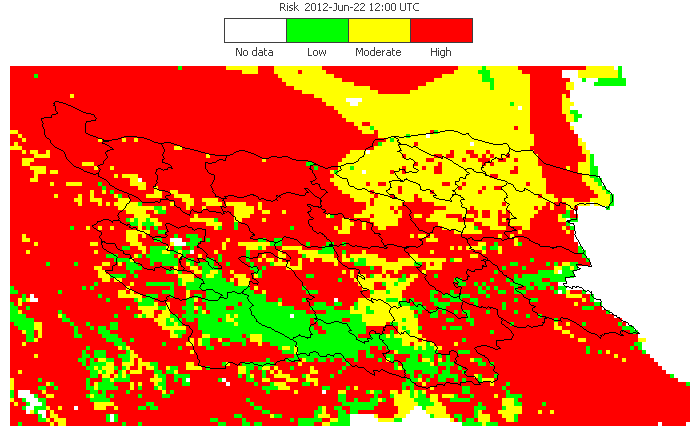 Risk 2012-Jun-22 12:00 UTC
No data Low Moderate High